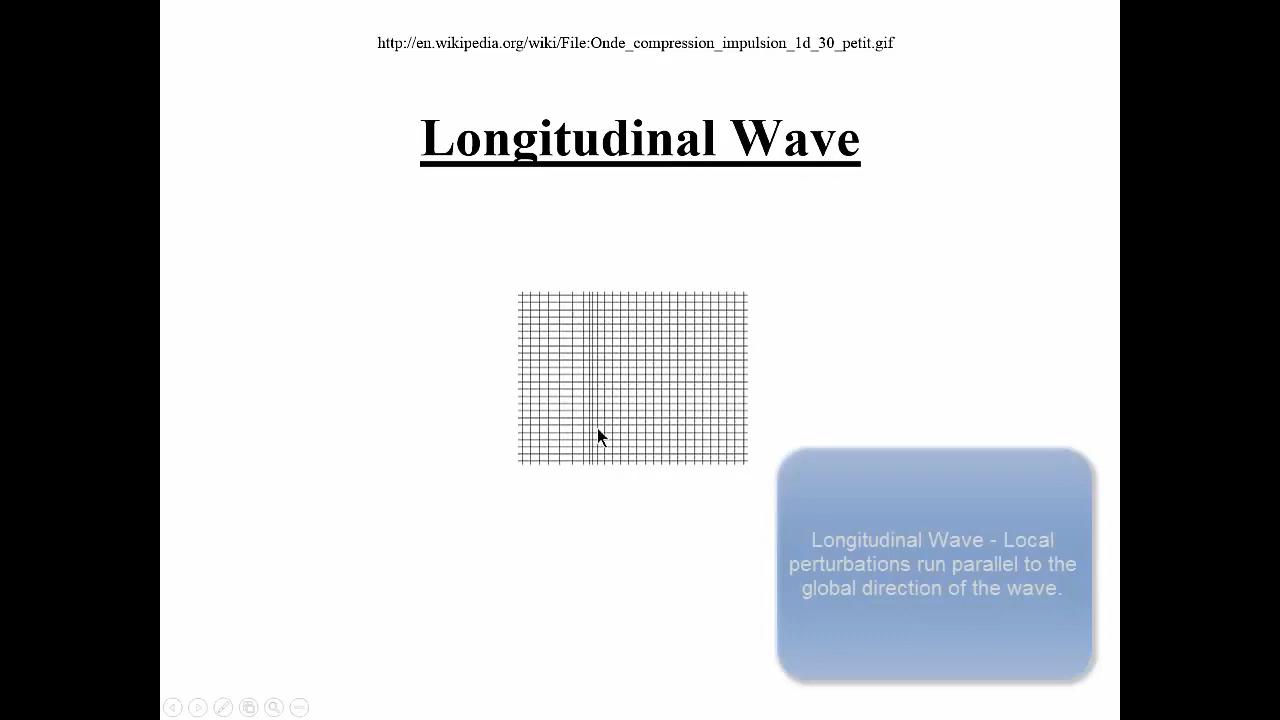 http://en.wikipedia.org/wiki/File:Onde_compression_impulsion_1d_30_petit.gif
Longitudinal Wave
Longitudinal Wave - Local
perturbations run parallel to the
global direction of the wave.